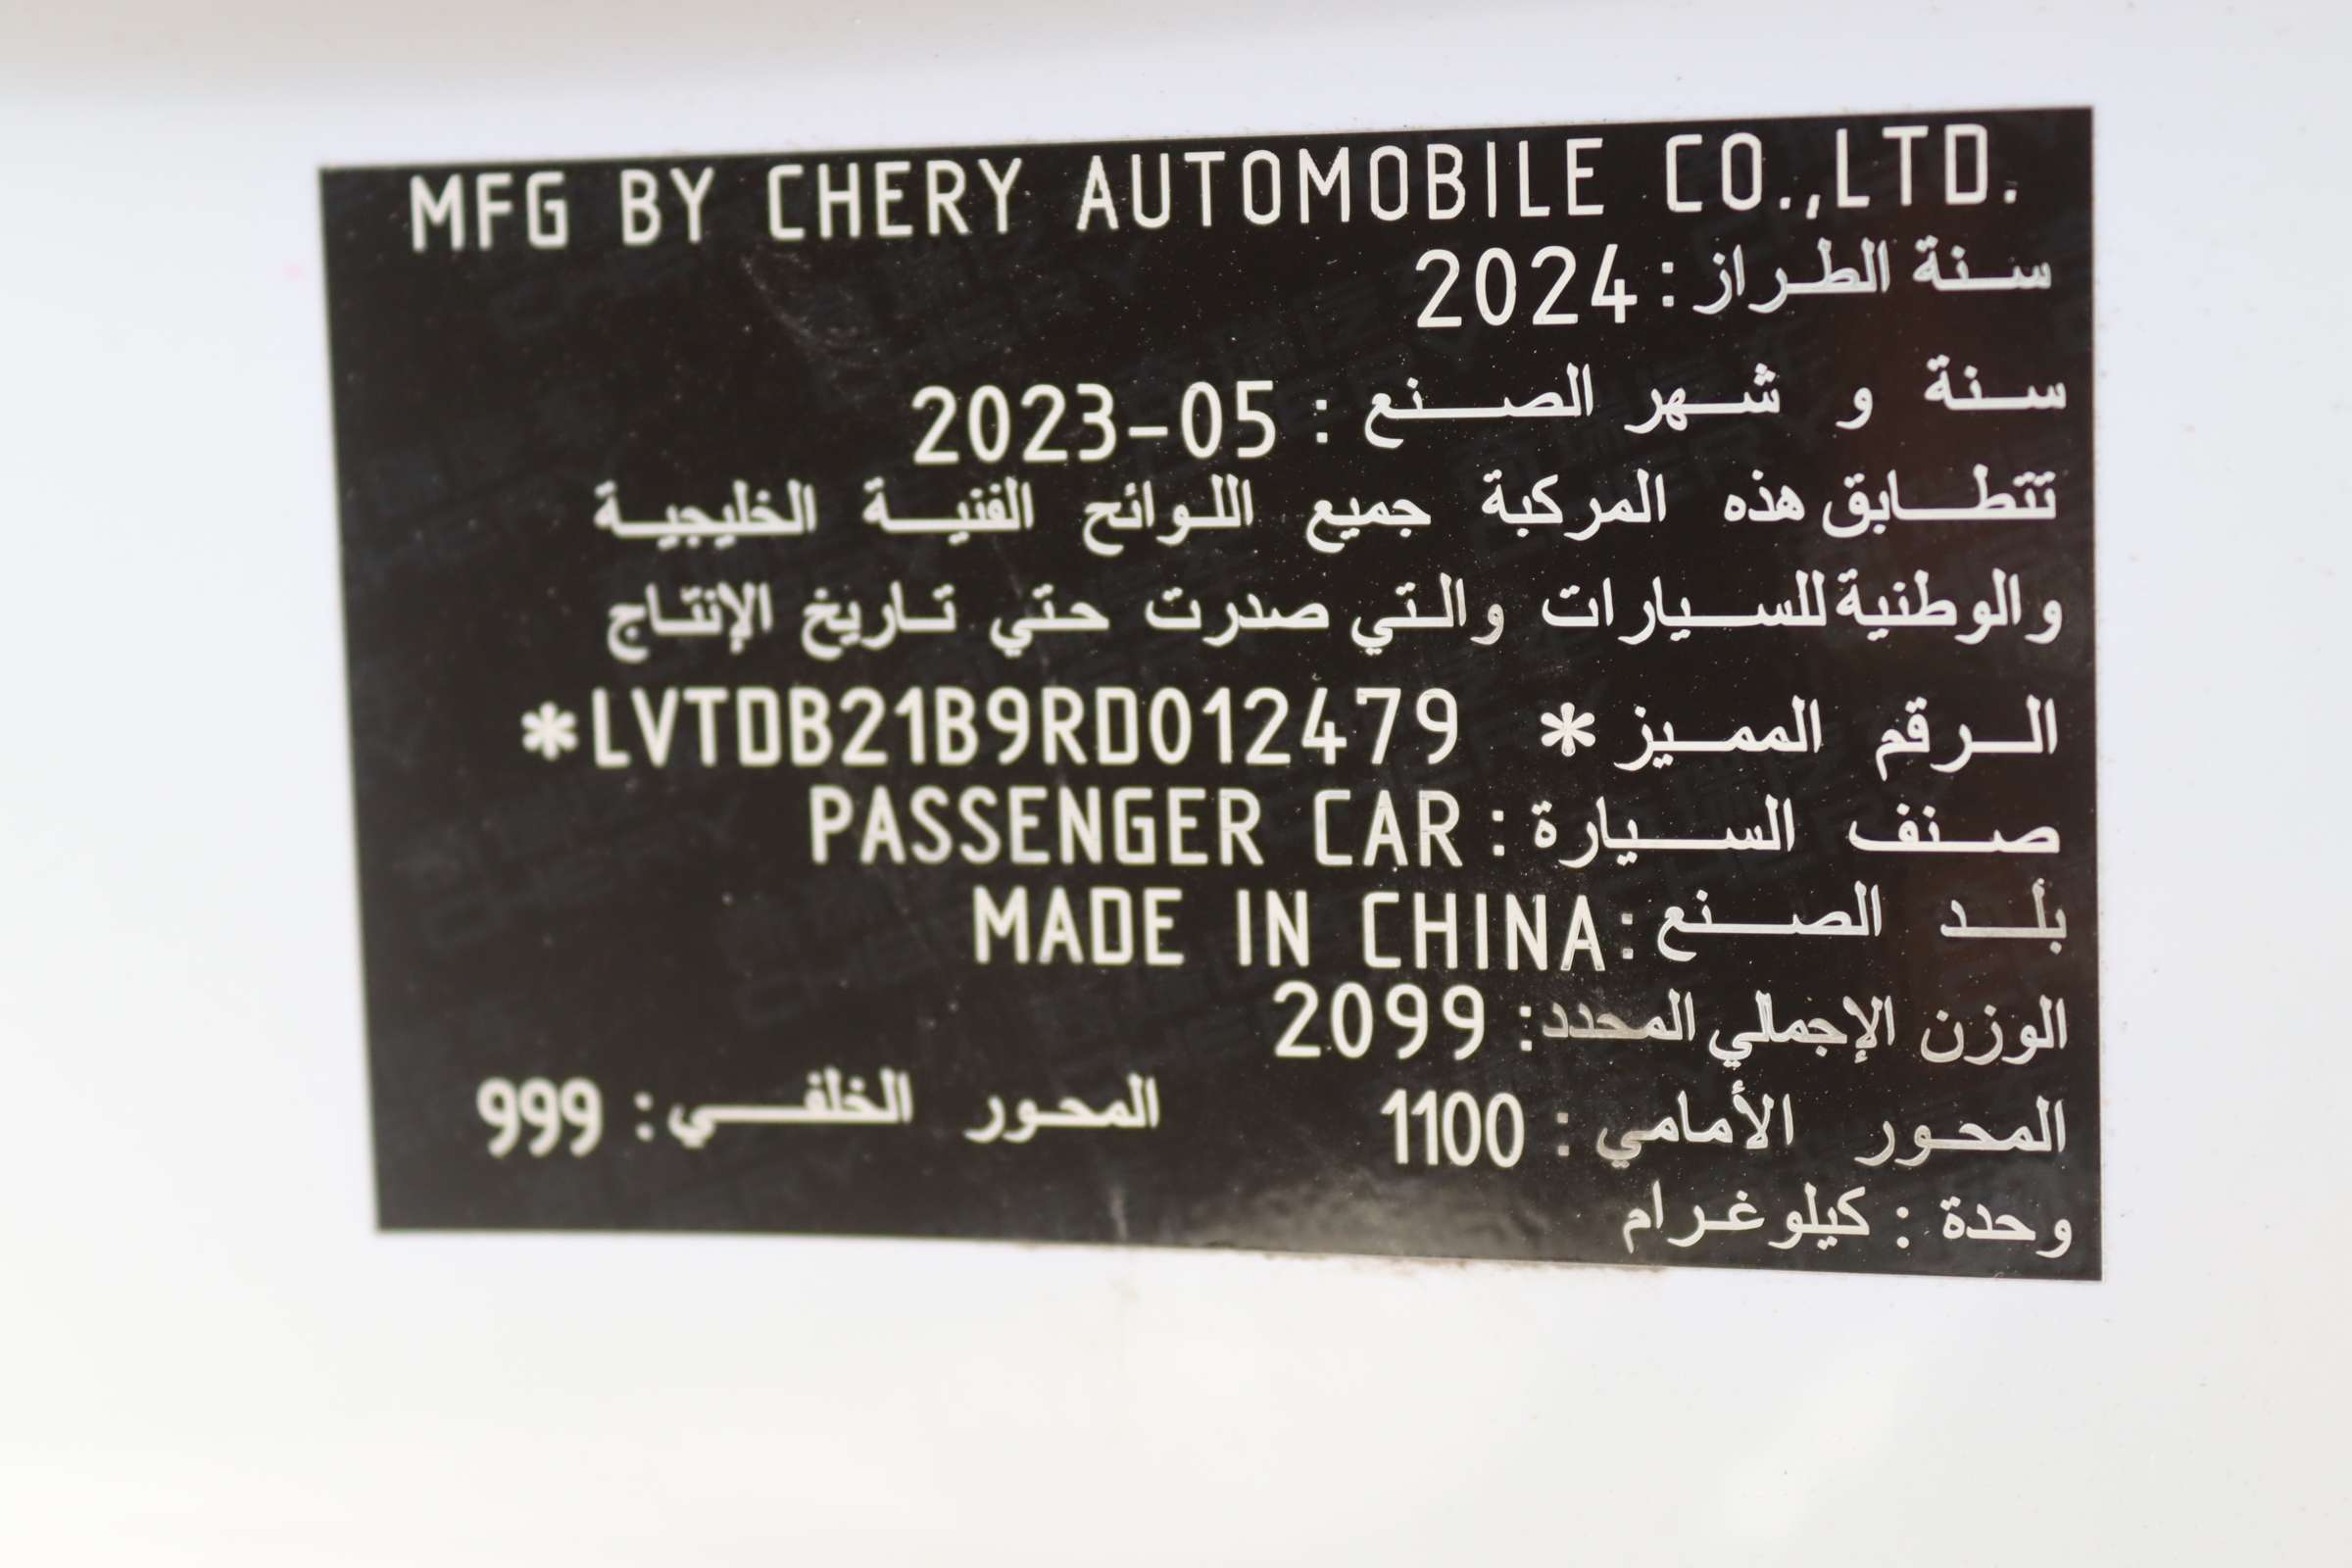 MFG BY CHERY AUTOMOBILE CO.,LTD.
سنة الطراز: 2024
سنة و شهر الصنع : 2023-05
تتطابق هذه المركبة جميع اللوائح الفنية الخليجية
والوطنية للسيارات والتي صدرت حتي تاريخ الإنتاج
الرقم المميز *LVTDB21B9RD012479*
صنف السيارة: PASSENGER CAR
بلد الصنع: MADE IN CHINA
الوزن الإجمالي المحدد: 2099
المحور الأمامي : 1100 المحور الخلفي : 999
وحدة : كيلوغرام